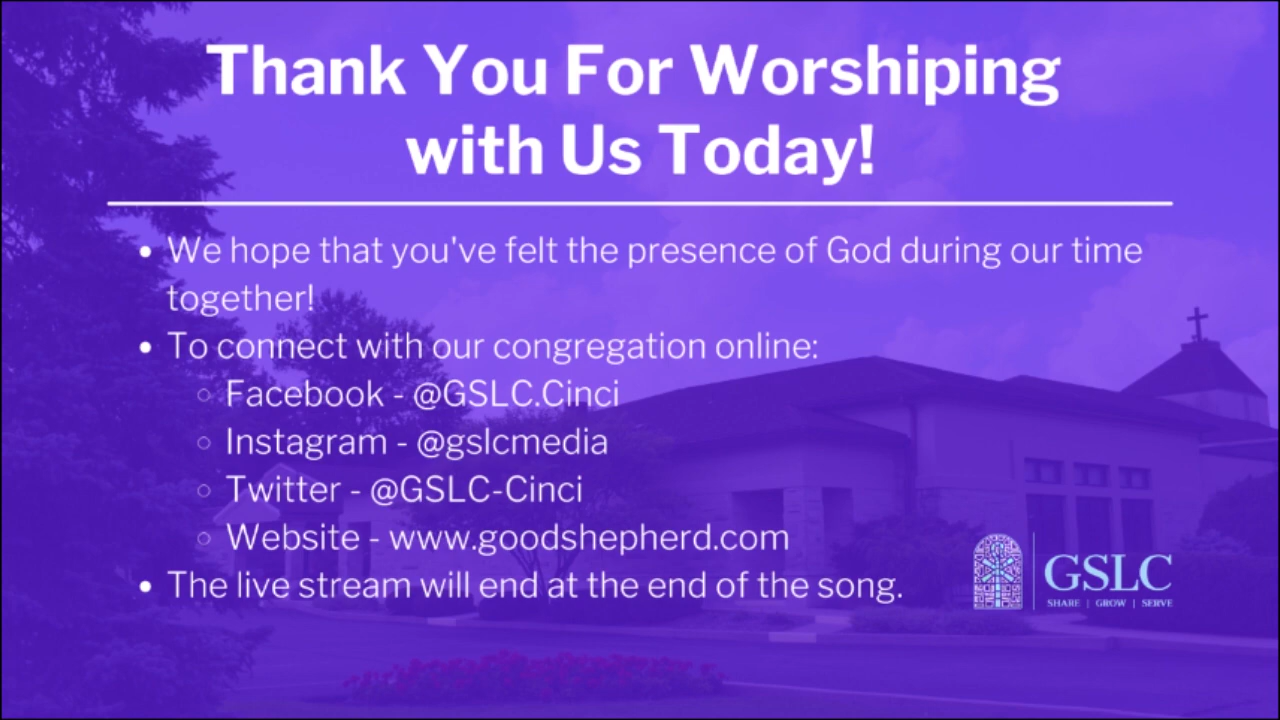 Thank You For Worshiping
with Us Today!
• We hope that you've felt the presence of God during our time
together!
• To connect with our congregation online:
○ Facebook - @GSLC.Cinci
○ Instagram - @gslcmedia
○ Twitter - @GSLC-Cinci
○ Website - www.goodshepherd.com
• The live stream will end at the end of the song.
GSLC
SHARE | GROW | SERVE